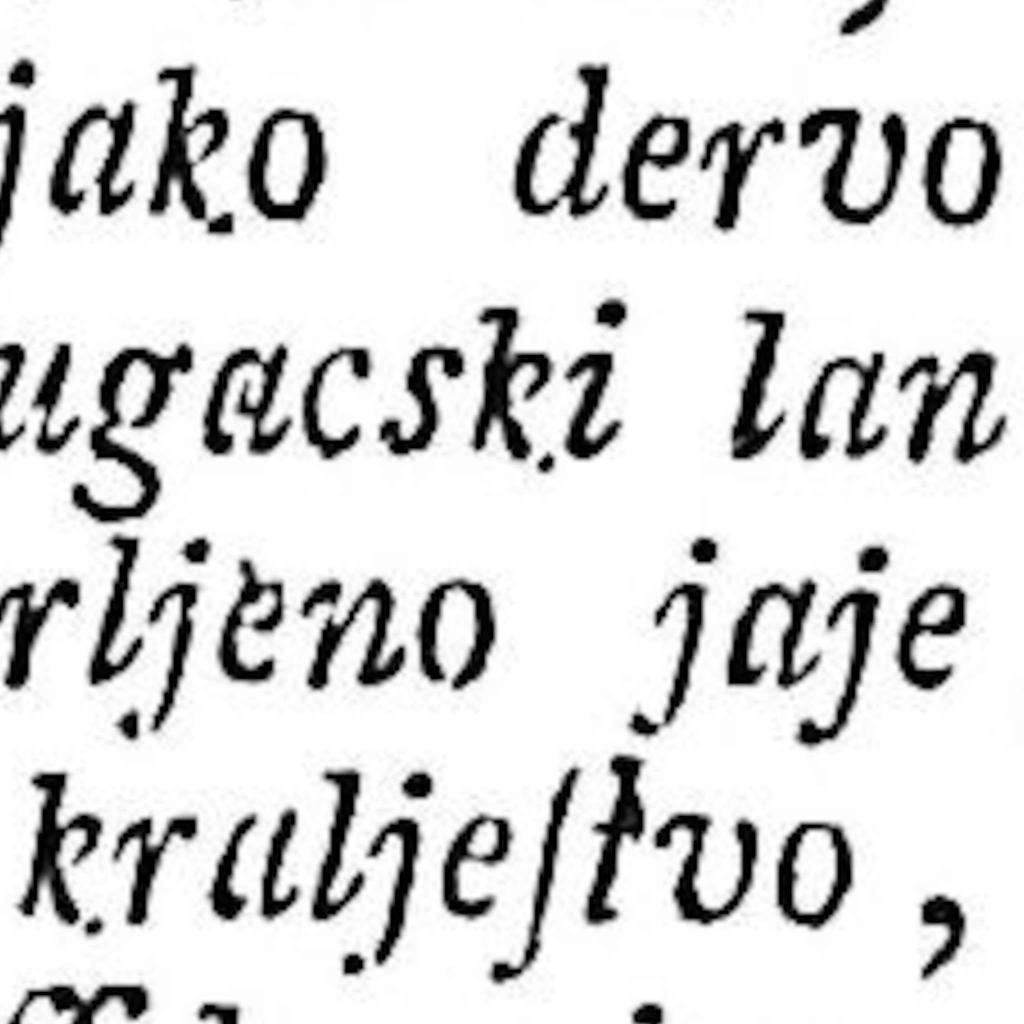 jako dervo
ugacski lan
rljeno jaje
kraljeſtvo ,